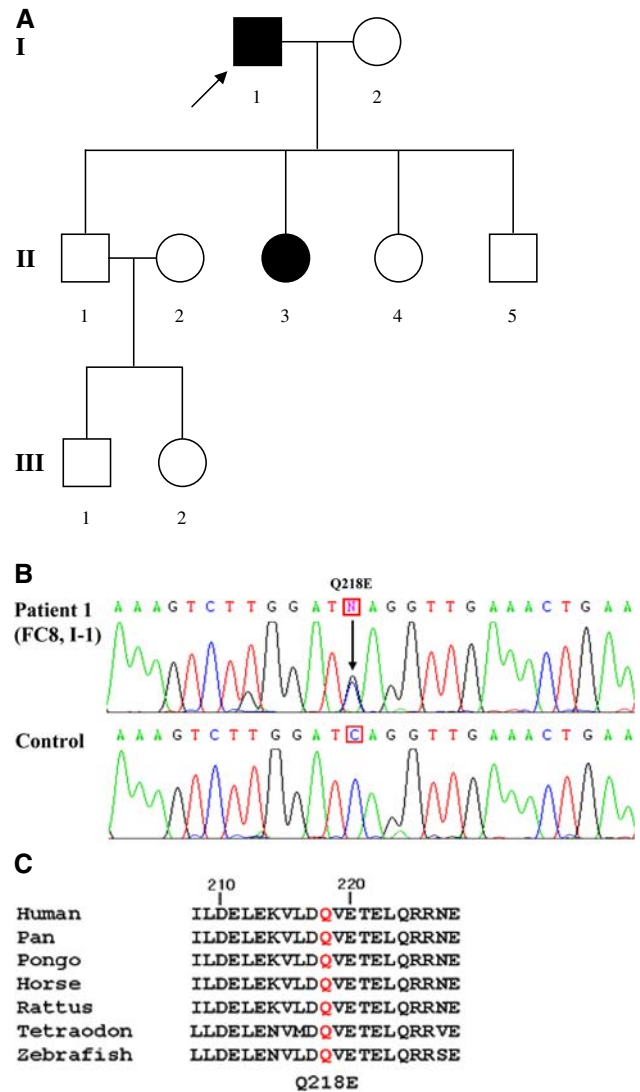 A
I
1 2
II
1 2 3 4 5
III
1 2
B
Q218E
Patient 1 A A A G T C T T G G A T N A G G T T G A A A C T G A A
(FC8, I-1)
Control A A A G T C T T G G A T C A G G T T G A A A C T G A A
C
210 220
Human ILDELEKVLDQVETELQRRNE
Pan ILDELEKVLDQVETELQRRNE
Pongo ILDELEKVLDQVETELQRRNE
Horse ILDELEKVLDQVETELQRRNE
Rattus ILDELEKVLDQVETELQRRNE
Tetraodon LLDELENVMDQVETELQRRVE
Zebrafish LLDELENVLDQVETELQRRSE
Q218E